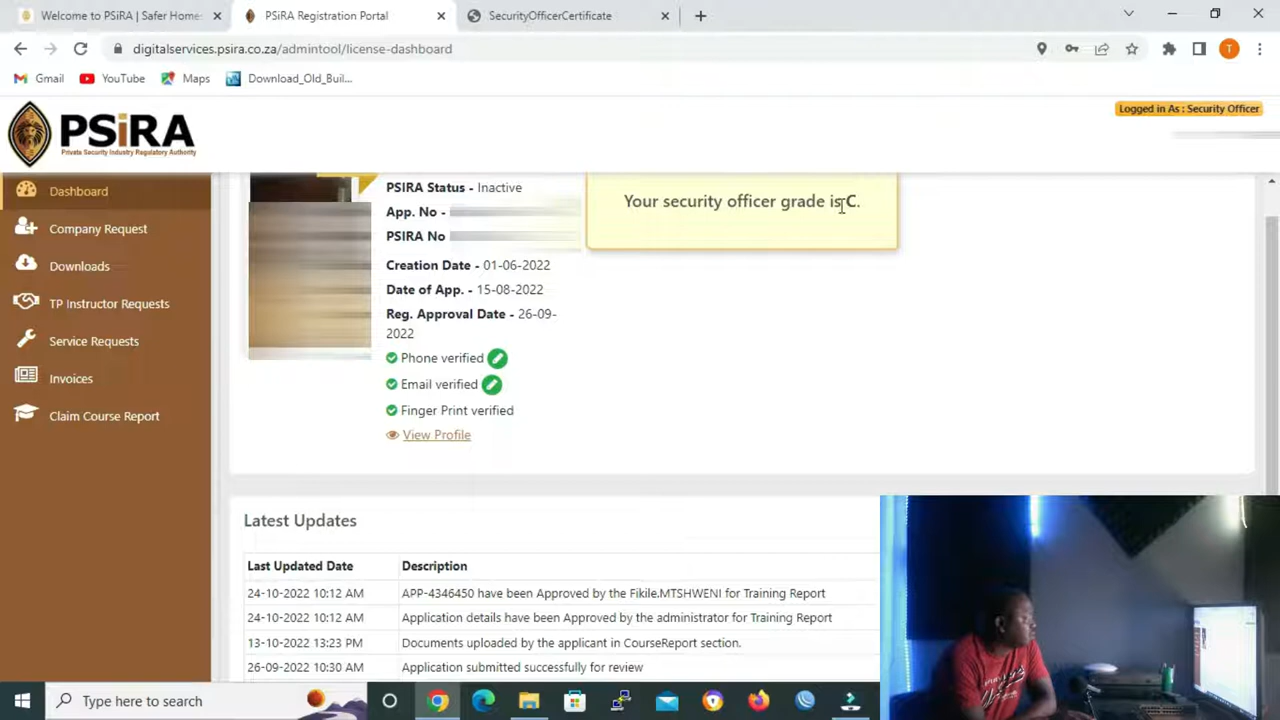 Welcome to PSiRA | Safer Home
PSiRA Registration Portal
SecurityOfficerCertificate
digitalservices.psira.co.za/admintool/license-dashboard
T
Gmail
YouTube
Maps
Download_Old_Buil...
PSiRA
Private Security Industry Regulatory Authority
Logged in As : Security Officer
Dashboard
Company Request
Downloads
TP Instructor Requests
Service Requests
Invoices
Claim Course Report
PSIRA Status - Inactive
App. No -
PSIRA No
Creation Date - 01-06-2022
Date of App. - 15-08-2022
Reg. Approval Date - 26-09-
2022
Phone verified
Email verified
Finger Print verified
View Profile
Your security officer grade is C.
Latest Updates
Last Updated Date Description
24-10-2022 10:12 AM APP-4346450 have been Approved by the Fikile.MTSHWENI for Training Report
24-10-2022 10:12 AM Application details have been Approved by the administrator for Training Report
13-10-2022 13:23 PM Documents uploaded by the applicant in CourseReport section.
26-09-2022 10:30 AM Application submitted successfully for review
Type here to search